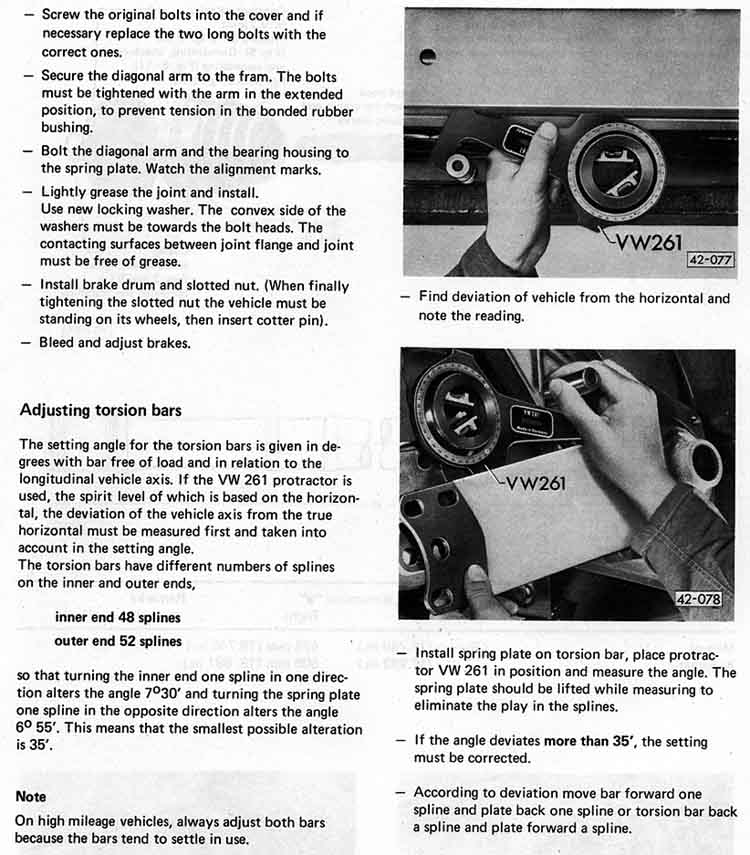 — Screw the original bolts into the cover and if
necessary replace the two long bolts with the
correct ones.
— Secure the diagonal arm to the fram. The bolts
must be tightened with the arm in the extended
position, to prevent tension in the bonded rubber
bushing.
— Bolt the diagonal arm and the bearing housing to
the spring plate. Watch the alignment marks.
— Lightly grease the joint and install.
Use new locking washer. The convex side of the
washers must be towards the bolt heads. The
contacting surfaces between joint flange and joint
must be free of grease.
— Install brake drum and slotted nut. (When finally
tightening the slotted nut the vehicle must be
standing on its wheels, then insert cotter pin).
— Bleed and adjust brakes.
Adjusting torsion bars
The setting angle for the torsion bars is given in de-
grees with bar free of load and in relation to the
longitudinal vehicle axis. If the VW 261 protractor is
used, the spirit level of which is based on the horizon-
tal, the deviation of the vehicle axis from the true
horizontal must be measured first and taken into
account in the setting angle.
The torsion bars have different numbers of splines
on the inner and outer ends,
inner end 48 splines
outer end 52 splines
so that turning the inner end one spline in one direc-
tion alters the angle 7º30′ and turning the spring plate
one spline in the opposite direction alters the angle
6º 55′. This means that the smallest possible alteration
is 35′.
Note
On high mileage vehicles, always adjust both bars
because the bars tend to settle in use.
VW261
42-077
— Find deviation of vehicle from the horizontal and
note the reading.
VW 261
VW261
42-078
— Install spring plate on torsion bar, place protrac-
tor VW 261 in position and measure the angle. The
spring plate should be lifted while measuring to
eliminate the play in the splines.
— If the angle deviates more than 35′, the setting
must be corrected.
— According to deviation move bar forward one
spline and plate back one spline or torsion bar back
a spline and plate forward a spline.